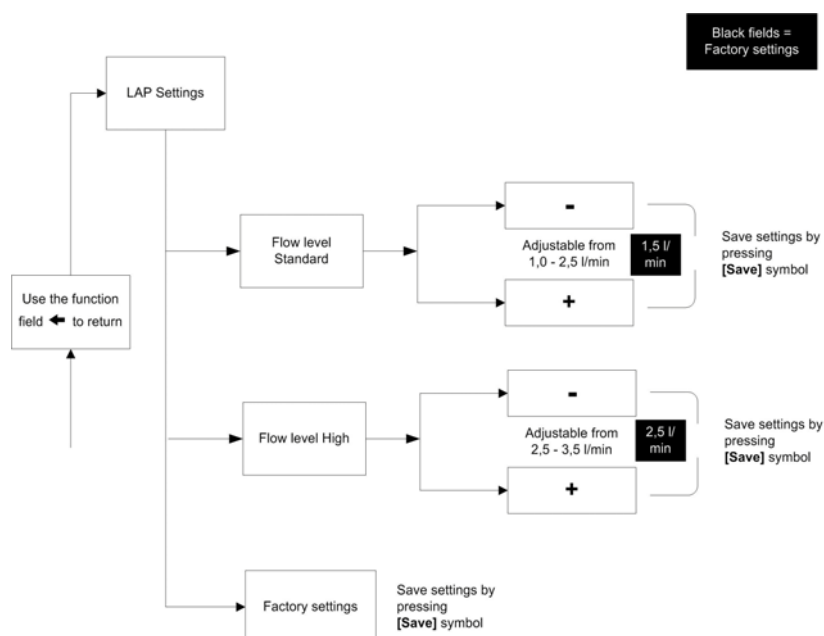 Black fields =
Factory settings
LAP Settings
Use the function
field ← to return
Flow level
Standard
-
Adjustable from
1,0 - 2,5 l/min
1,5 l/
min
+
Save settings by
pressing
[Save] symbol
Flow level High
-
Adjustable from
2,5 - 3,5 l/min
2,5 l/
min
+
Save settings by
pressing
[Save] symbol
Factory settings
Save settings by
pressing
[Save] symbol